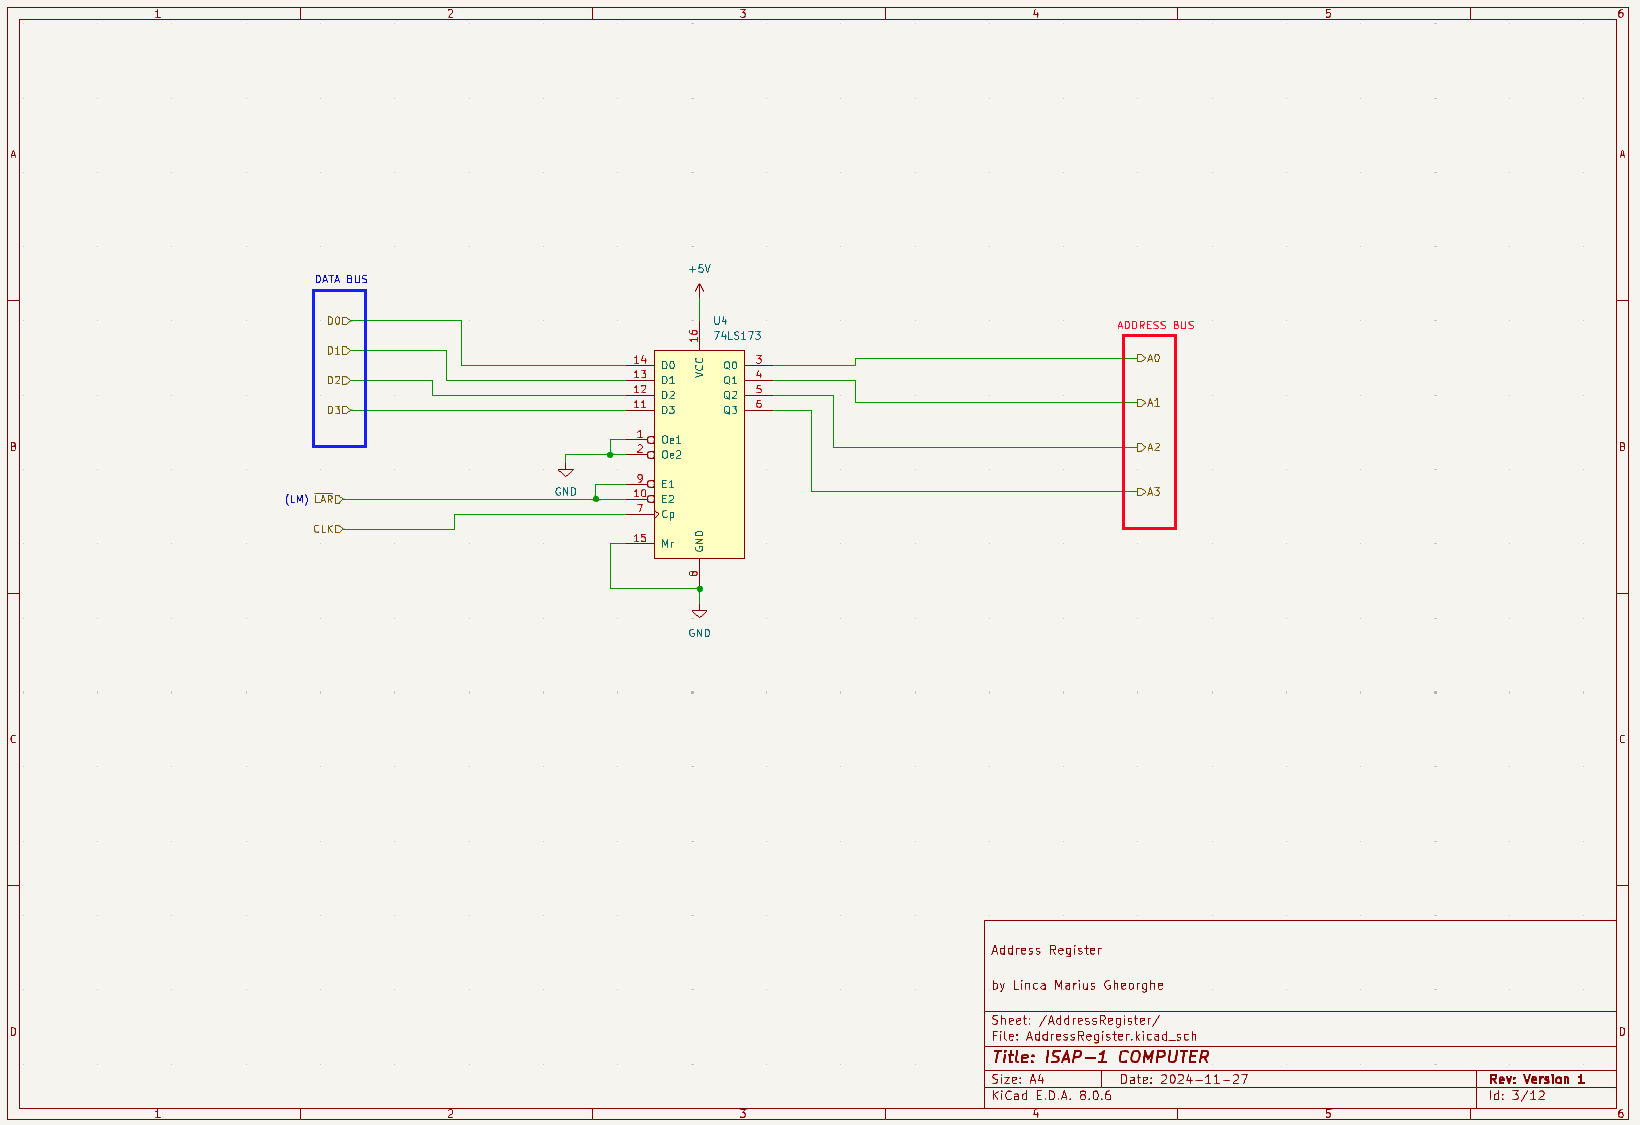 1 2 3 4 5 6
A A
+5V
DATA BUS
D0
D1
D2
D3
U4
74LS173
16
VCC
ADDRESS BUS
A0
A1
A2
A3
14 D0 Q0 3
13 D1 Q1 4
12 D2 Q2 5
11 D3 Q3 6
1 Oe1
2 Oe2
GND
B B
9 E1
(LM) LAR 10 E2
7 Cp
CLK
15 Mr
GND
8
GND
C C
Address Register
by Linca Marius Gheorghe
Sheet: /AddressRegister/
File: AddressRegister.kicad_sch
D D
Title: ISAP-1 COMPUTER
Size: A4 Date: 2024-11-27 Rev: Version 1
KiCad E.D.A. 8.0.6 Id: 3/12
1 2 3 4 5 6